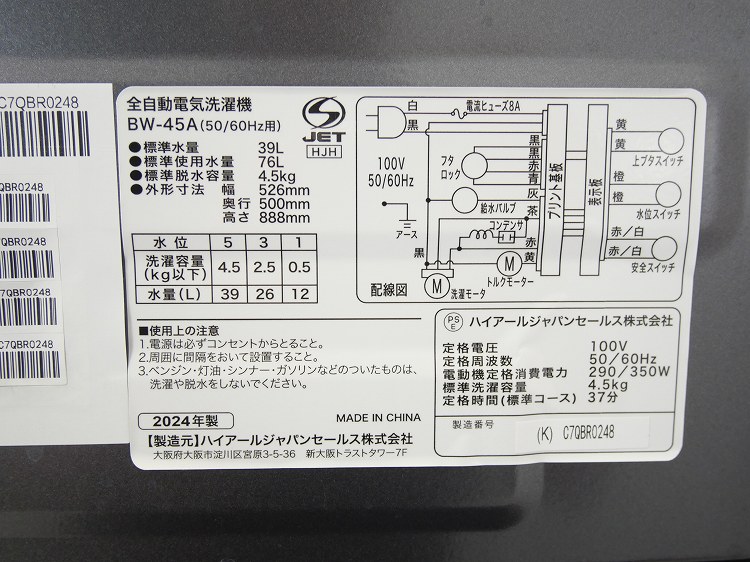 C7QBR0248
QBR0248
QBR0248
C7QBR0248
C7QBR0248
全自動電気洗濯機
BW-45A(50/60Hz用)
S JET
HJH
●標準水量 39L
●標準使用水量 76L
●標準脱水容量 4.5kg
●外形寸法 幅 526mm
奥行 500mm
高さ 888mm
水位 5 3 1
洗濯容量(kg以下) 4.5 2.5 0.5
水量(L) 39 26 12
白
黒
電流ヒューズ8A
100V
50/60Hz
アース
フタロック
黒
黒
赤
青
灰
給水バルブ
茶
コンデンサ
赤
黄
黒
M
洗濯モータ
M
トルクモーター
プリント基板
表示板
黄
黄
上ブタスイッチ
橙
橙
水位スイッチ
赤/白
赤/白
安全スイッチ
配線図
■使用上の注意
1.電源は必ずコンセントからとること。
2.周囲に間隔をおいて設置すること。
3.ベンジン・灯油・シンナー・ガソリンなどのついたものは、
洗濯や脱水をしないでください。
2024年製
MADE IN CHINA
【製造元】ハイアールジャパンセールス株式会社
大阪府大阪市淀川区宮原3-5-36 新大阪トラストタワー7F
PS E ハイアールジャパンセールス株式会社
定格電圧 100V
定格周波数 50/60Hz
電動機定格消費電力 290/350W
標準洗濯容量 4.5kg
定格時間(標準コース) 37分
製造番号 (K) C7QBR0248